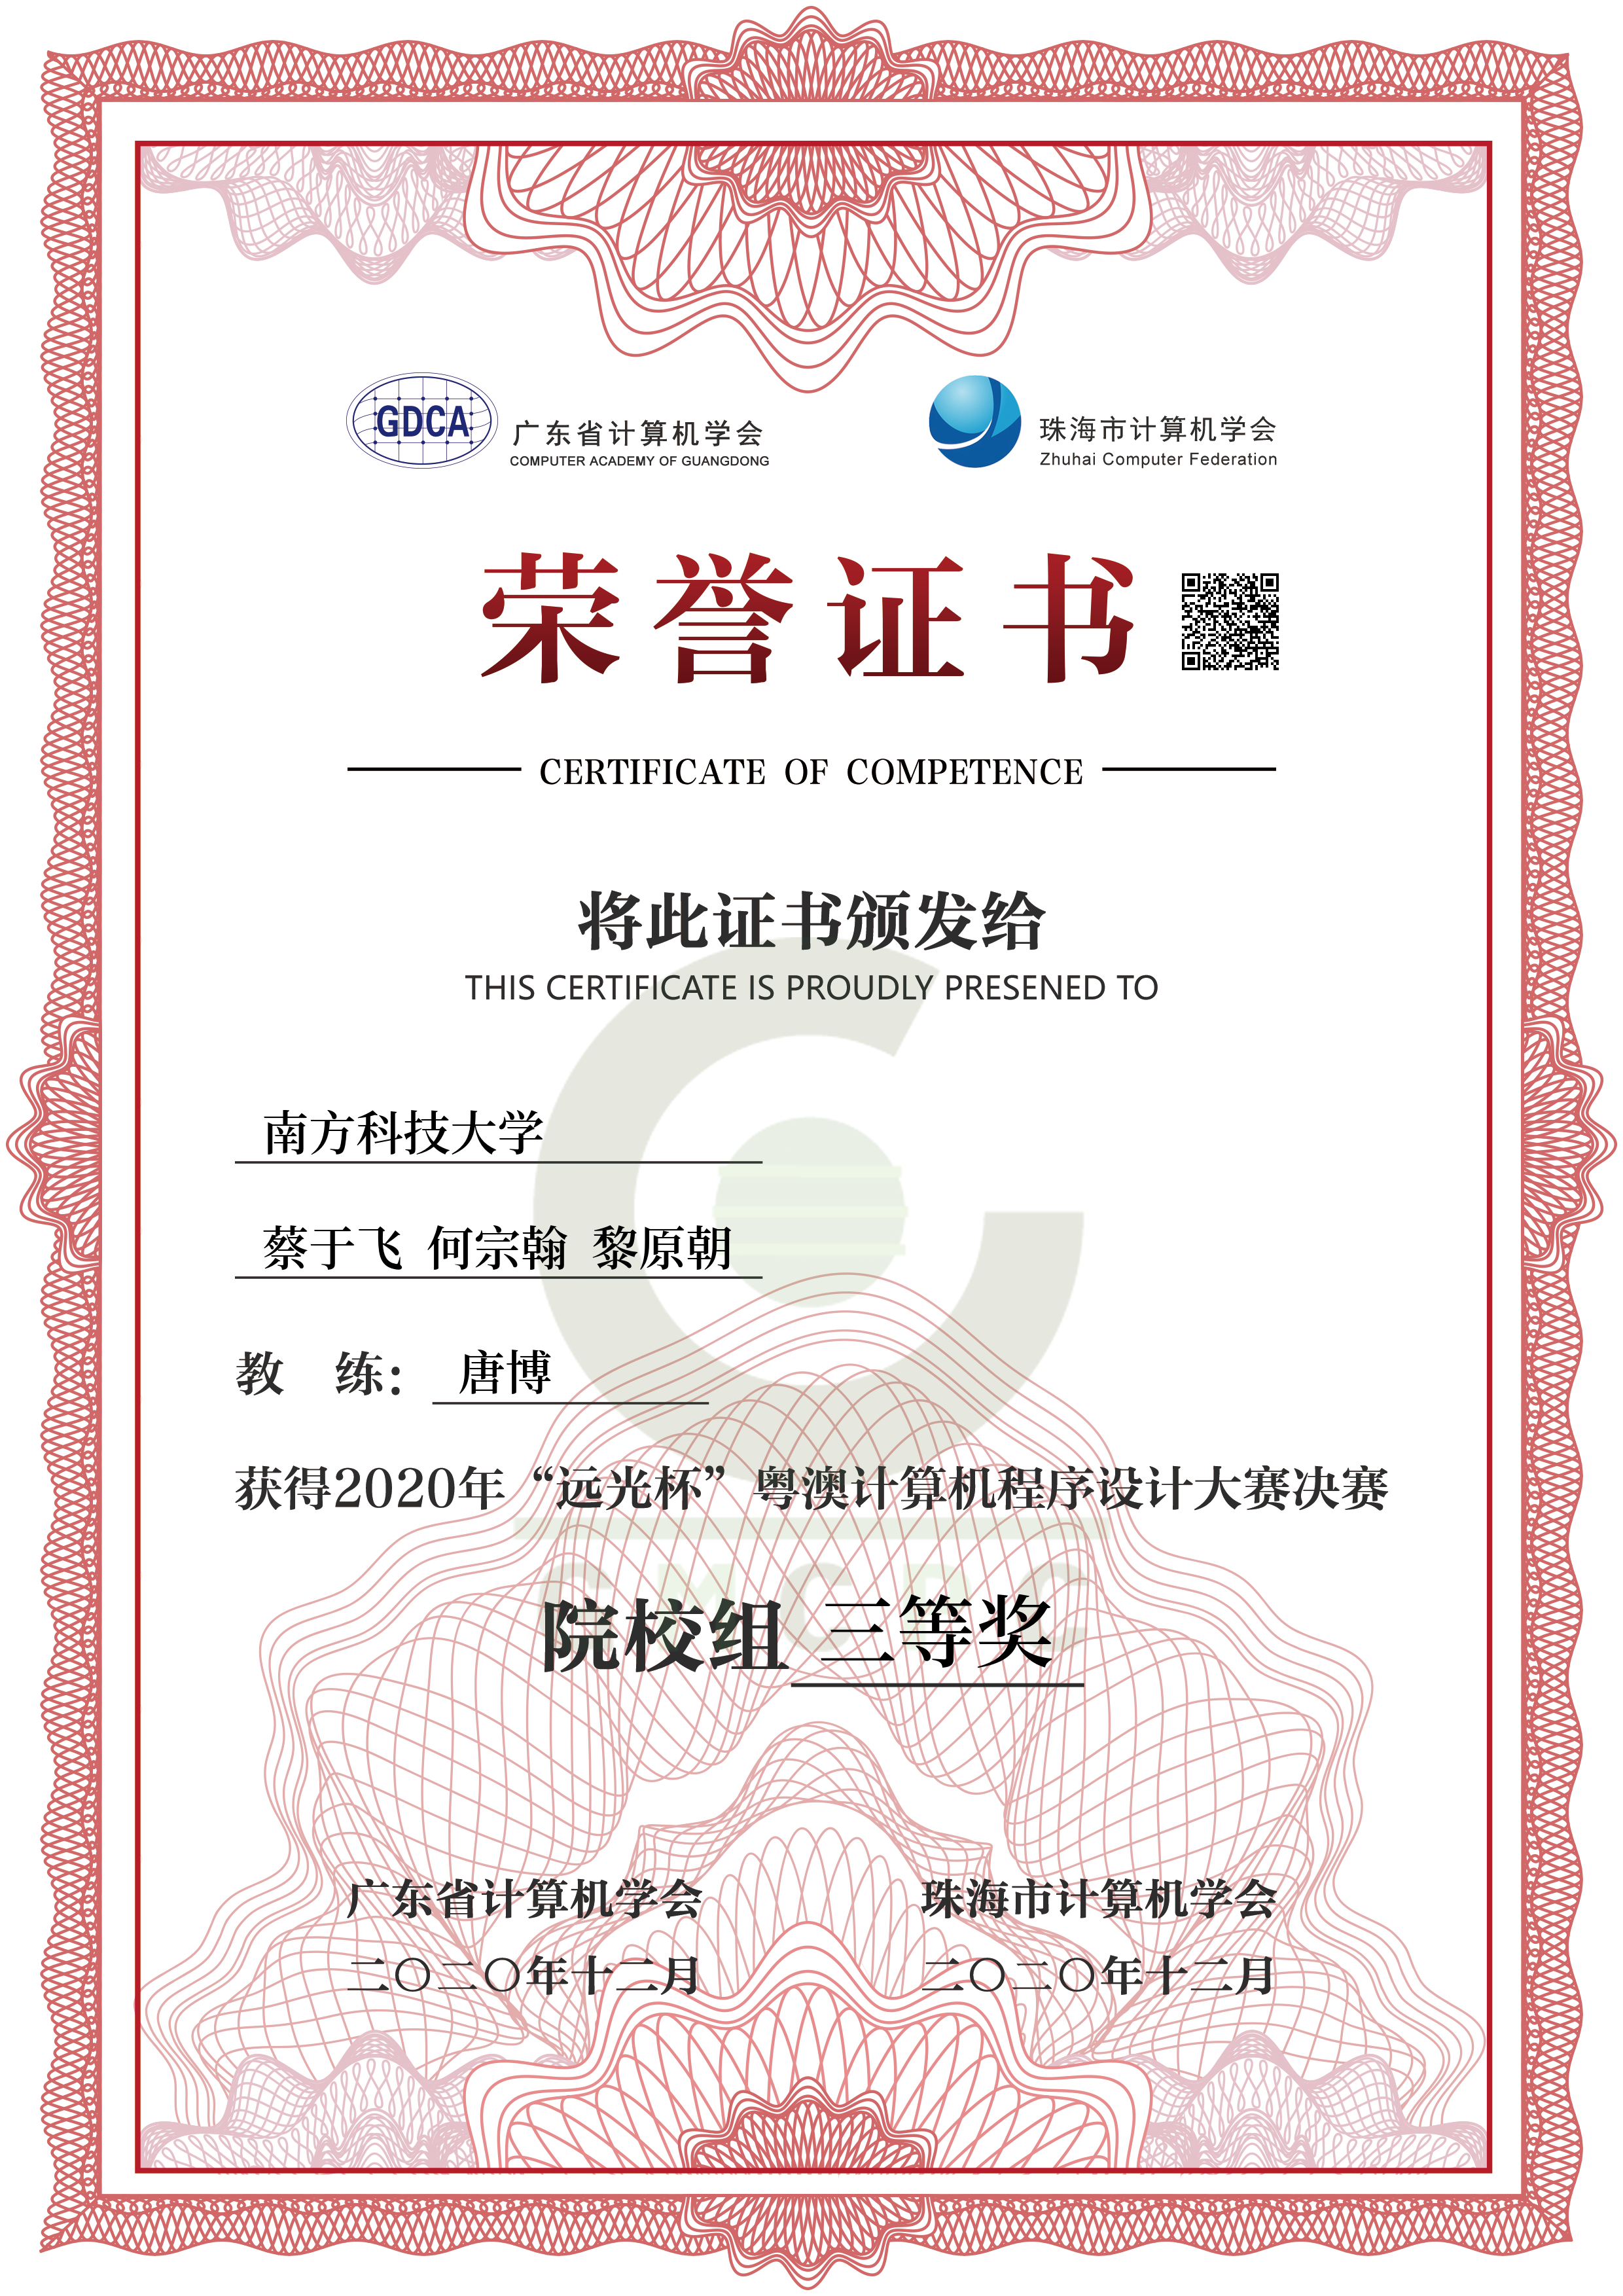 GDCA
广东省计算机学会
COMPUTER ACADEMY OF GUANGDONG
珠海市计算机学会
Zhuhai Computer Federation
荣誉证书
CERTIFICATE OF COMPETENCE
将此证书颁发给
THIS CERTIFICATE IS PROUDLY PRESENED TO
南方科技大学
蔡于飞 何宗翰 黎原朝
教 练： 唐博
获得2020年“远光杯”粤澳计算机程序设计大赛决赛
GMCPC
院校组 三等奖
广东省计算机学会 珠海市计算机学会
二〇二〇年十二月 二〇二〇年十二月